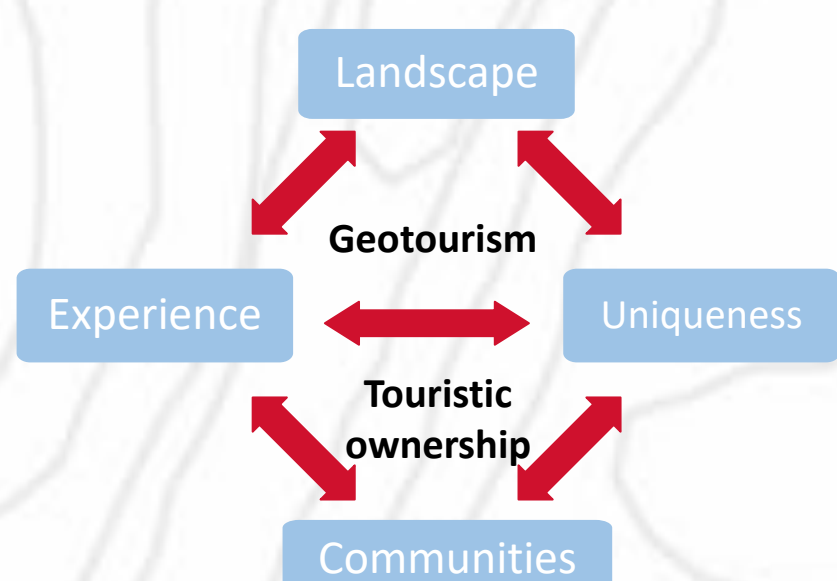 Landscape
Geotourism
Experience
Uniqueness
Touristic
ownership
Communities